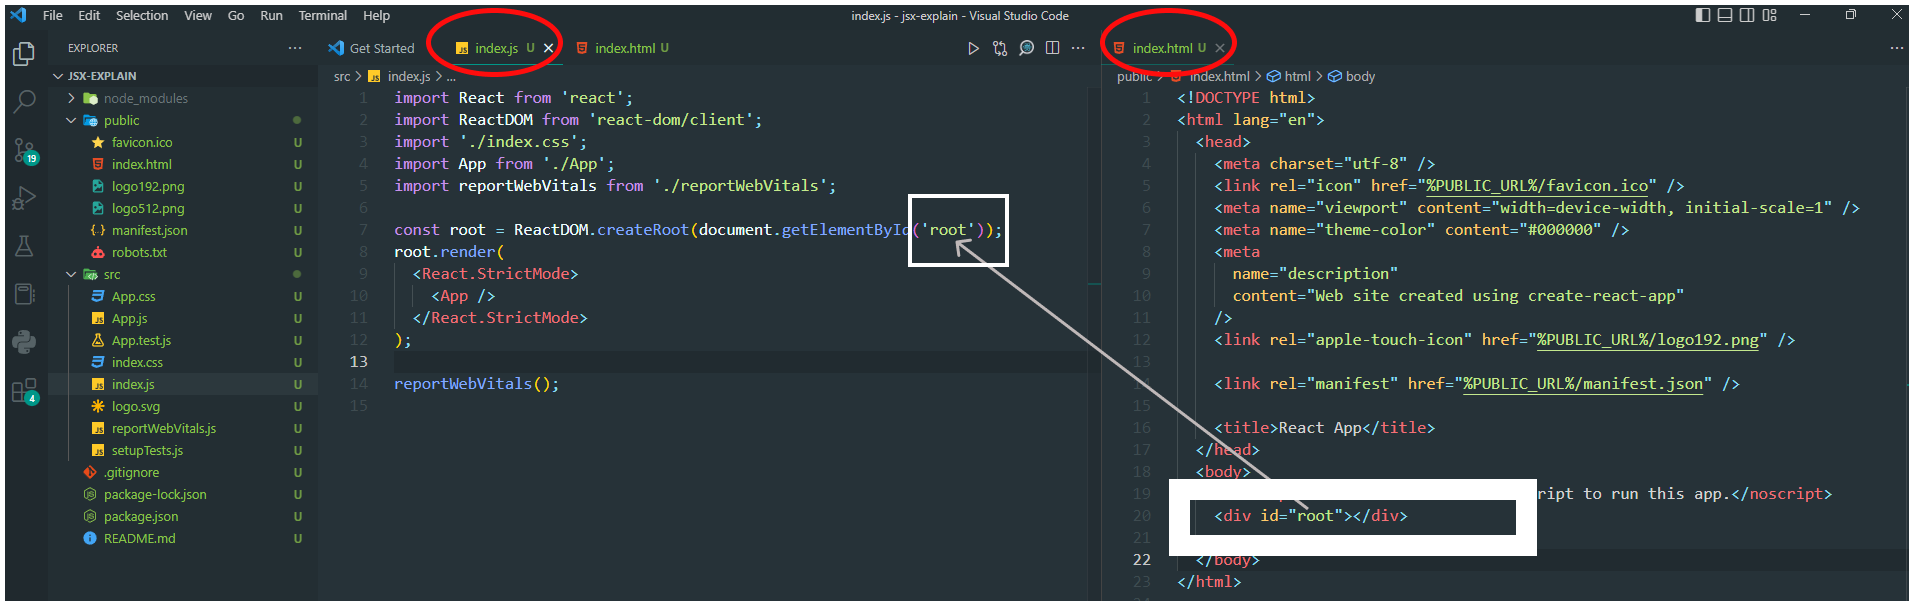 File Edit Selection View Go Run Terminal Help
index.js - jsx-explain - Visual Studio Code
EXPLORER
JSX-EXPLAIN
node_modules
public
favicon.ico U
index.html U
logo192.png U
logo512.png U
manifest.json U
robots.txt U
src
App.css U
App.js U
App.test.js U
index.css U
index.js U
logo.svg U
reportWebVitals.js U
setupTests.js U
.gitignore U
package-lock.json U
package.json U
README.md U
19
4
Get Started
index.js U
index.html U
src > index.js > ...
1 import React from 'react';
2 import ReactDOM from 'react-dom/client';
3 import './index.css';
4 import App from './App';
5 import reportWebVitals from './reportWebVitals';
6
7 const root = ReactDOM.createRoot(document.getElementById('root'));
8 root.render(
9 <React.StrictMode>
10 <App />
11 </React.StrictMode>
12 );
13
14 reportWebVitals();
15
index.html U
public > index.html > html > body
1 <!DOCTYPE html>
2 <html lang="en">
3 <head>
4 <meta charset="utf-8" />
5 <link rel="icon" href="%PUBLIC_URL%/favicon.ico" />
6 <meta name="viewport" content="width=device-width, initial-scale=1" />
7 <meta name="theme-color" content="#000000" />
8 <meta
9 name="description"
10 content="Web site created using create-react-app"
11 />
12 <link rel="apple-touch-icon" href="%PUBLIC_URL%/logo192.png" />
13
<link rel="manifest" href="%PUBLIC_URL%/manifest.json" />
15
16 <title>React App</title>
17 </head>
18 <body>
19 ript to run this app.</noscript>
20 <div id="root"></div>
21
22 </body>
23 </html>